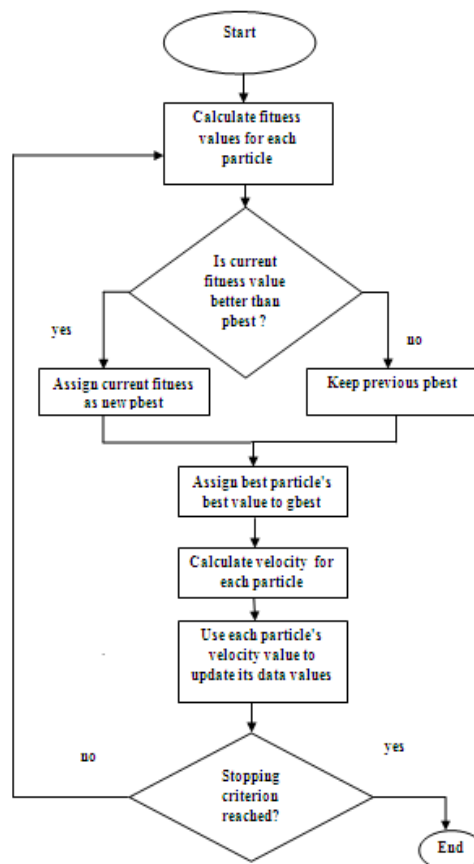 Start
Calculate fitness
values for each
particle
Is current
fitness value
better than
pbest ?
yes
no
Assign current fitness
as new pbest
Keep previous pbest
Assign best particle's
best value to gbest
Calculate velocity for
each particle
Use each particle's
velocity value to
update its data values
no
yes
Stopping
criterion
reached?
End